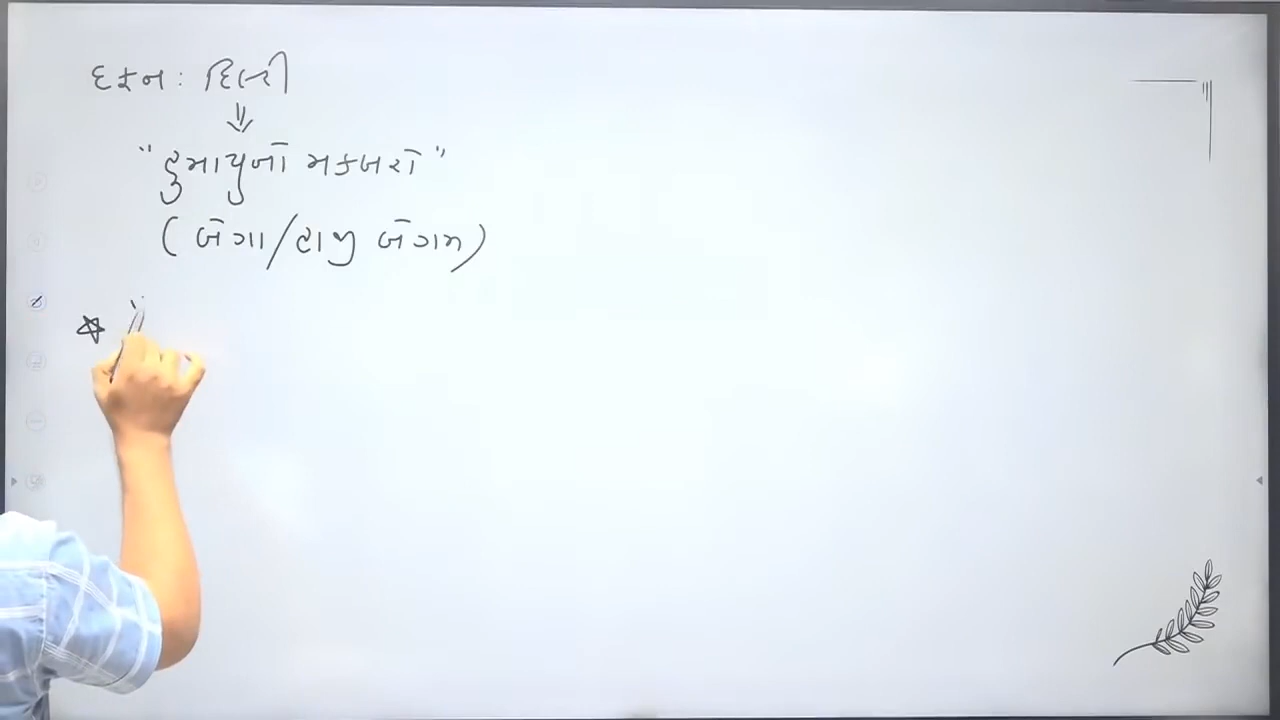 દફન: દિલ્હી
⇓
"હુમાયુનો મકબરો"
(બેગા/હાજી બેગમ)
☆ "